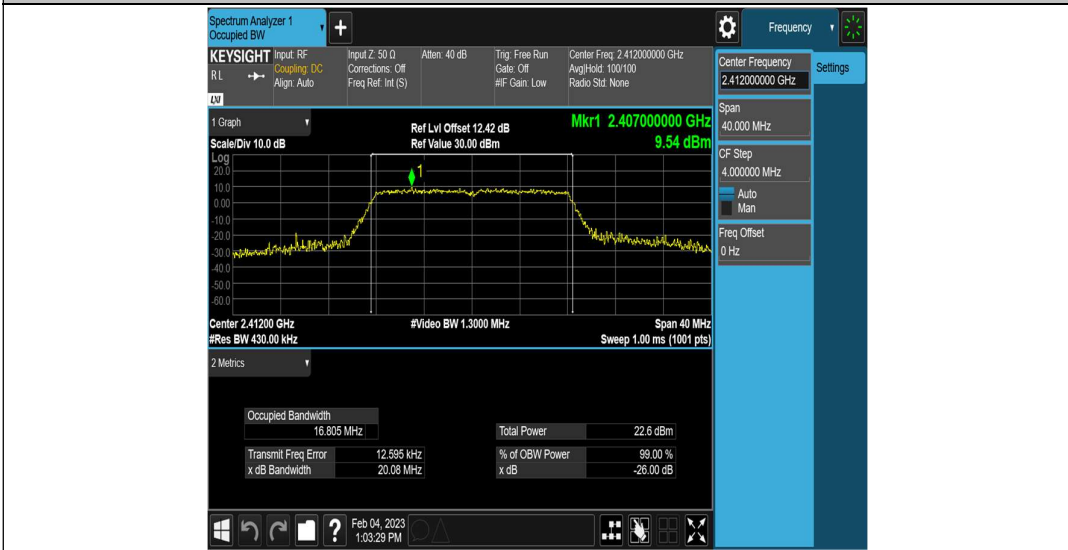 Spectrum Analyzer 1
Occupied BW
+
Frequency
KEYSIGHT
R L
LXI
Input: RF
Coupling: DC
Align: Auto
Input Z: 50 Ω
Corrections: Off
Freq Ref: Int (S)
Atten: 40 dB
Trig: Free Run
Gate: Off
#IF Gain: Low
Center Freq: 2.412000000 GHz
Avg|Hold: 100/100
Radio Std: None
Center Frequency
2.412000000 GHz
Settings
Span
40.000 MHz
CF Step
4.000000 MHz
Auto
Man
Freq Offset
0 Hz
1 Graph
Scale/Div 10.0 dB
Ref Lvl Offset 12.42 dB
Ref Value 30.00 dBm
Mkr1 2.407000000 GHz
9.54 dBm
Log
20.0
10.0
0.00
-10.0
-20.0
-30.0
-40.0
-50.0
-60.0
1
Center 2.41200 GHz
#Res BW 430.00 kHz
#Video BW 1.3000 MHz
Span 40 MHz
Sweep 1.00 ms (1001 pts)
2 Metrics
Occupied Bandwidth
16.805 MHz
Total Power 22.6 dBm
Transmit Freq Error 12.595 kHz
% of OBW Power 99.00 %
x dB Bandwidth 20.08 MHz
x dB -26.00 dB
?
Feb 04, 2023
1:03:29 PM